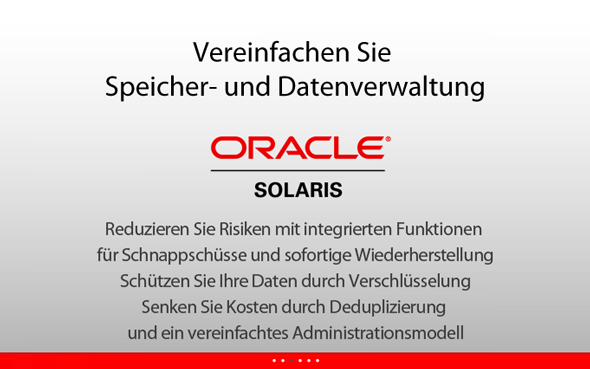 Vereinfachen Sie
Speicher- und Datenverwaltung
ORACLE®
SOLARIS
Reduzieren Sie Risiken mit integrierten Funktionen
für Schnappschüsse und sofortige Wiederherstellung
Schützen Sie Ihre Daten durch Verschlüsselung
Senken Sie Kosten durch Deduplizierung
und ein vereinfachtes Administrationsmodell